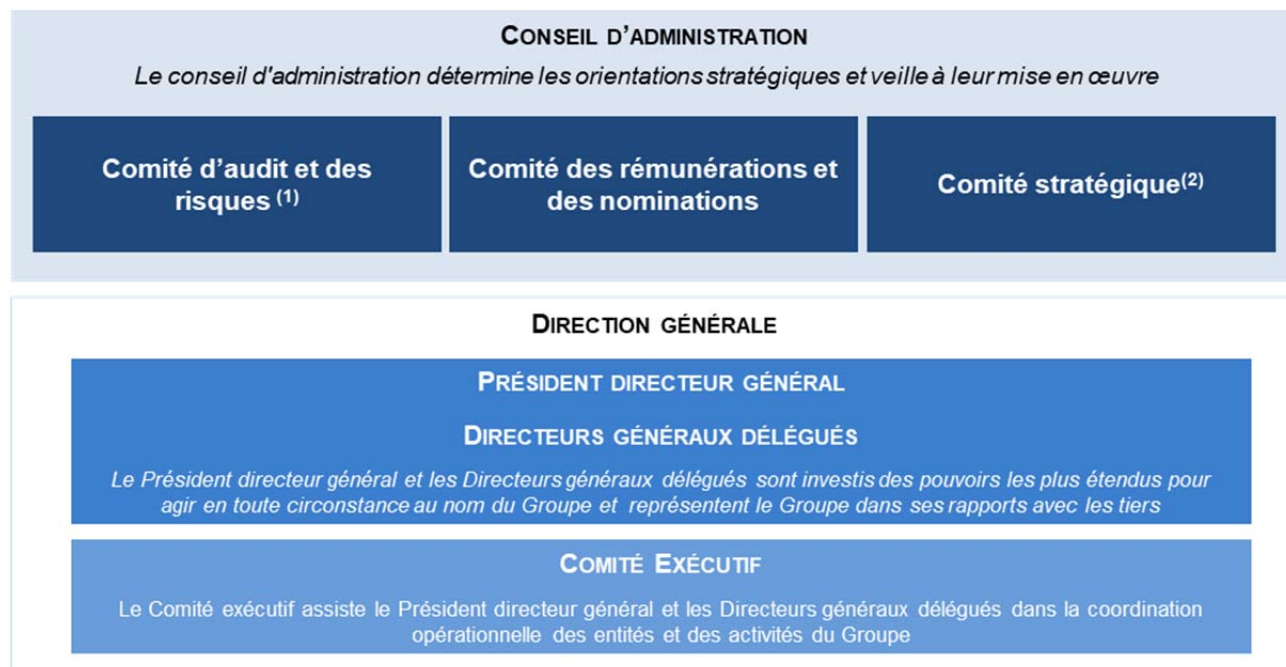 CONSEIL D'ADMINISTRATION
Le conseil d'administration détermine les orientations stratégiques et veille à leur mise en œuvre
Comité d'audit et des
risques (1)
Comité des rémunérations et
des nominations
Comité stratégique(2)
DIRECTION GÉNÉRALE
PRÉSIDENT DIRECTEUR GÉNÉRAL
DIRECTEURS GÉNÉRAUX DÉLÉGUÉS
Le Président directeur général et les Directeurs généraux délégués sont investis des pouvoirs les plus étendus pour
agir en toute circonstance au nom du Groupe et représentent le Groupe dans ses rapports avec les tiers
COMITÉ EXÉCUTIF
Le Comité exécutif assiste le Président directeur général et les Directeurs généraux délégués dans la coordination
opérationnelle des entités et des activités du Groupe